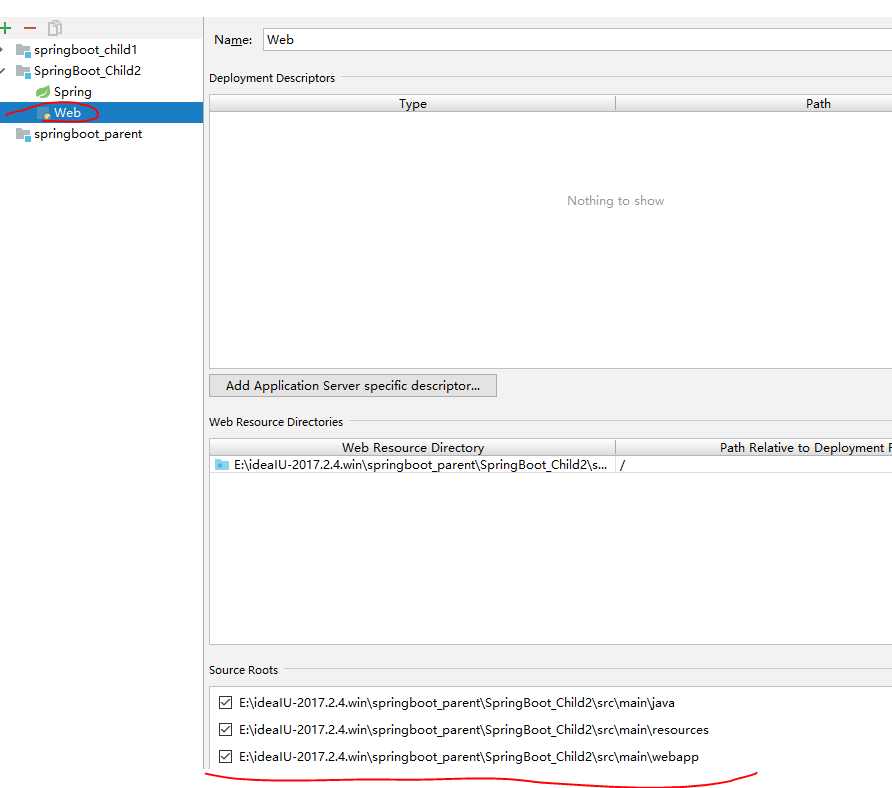 springboot_child1
SpringBoot_Child2
Spring
Web
springboot_parent
Name: Web
Deployment Descriptors
Type Path
Nothing to show
Add Application Server specific descriptor...
Web Resource Directories
Web Resource Directory Path Relative to Deployment R
E:\ideaIU-2017.2.4.win\springboot_parent\SpringBoot_Child2\s... /
Source Roots
E:\ideaIU-2017.2.4.win\springboot_parent\SpringBoot_Child2\src\main\java
E:\ideaIU-2017.2.4.win\springboot_parent\SpringBoot_Child2\src\main\resources
E:\ideaIU-2017.2.4.win\springboot_parent\SpringBoot_Child2\src\main\webapp